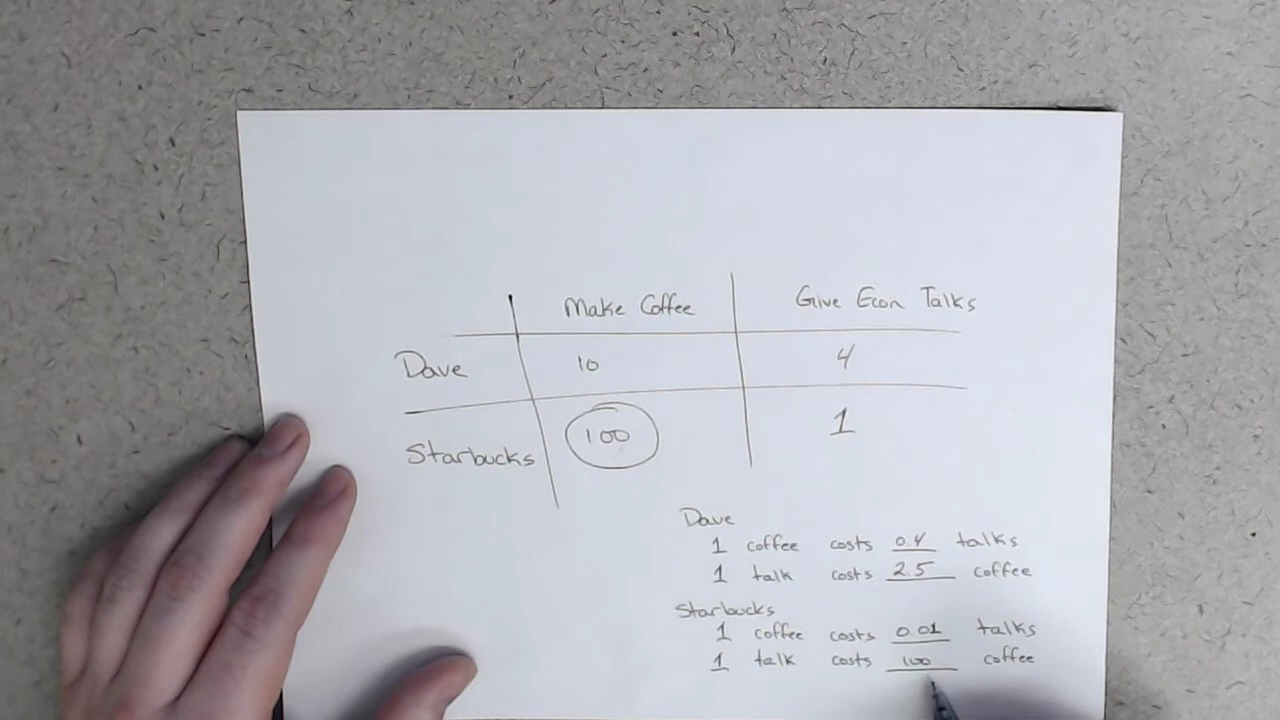 Make Coffee Give Econ Talks
Dave 10 4
Starbucks 100 1
Dave
1 coffee costs 0.4 talks
1 talk costs 2.5 coffee
Starbucks
1 coffee costs 0.01 talks
1 talk costs 100 coffee